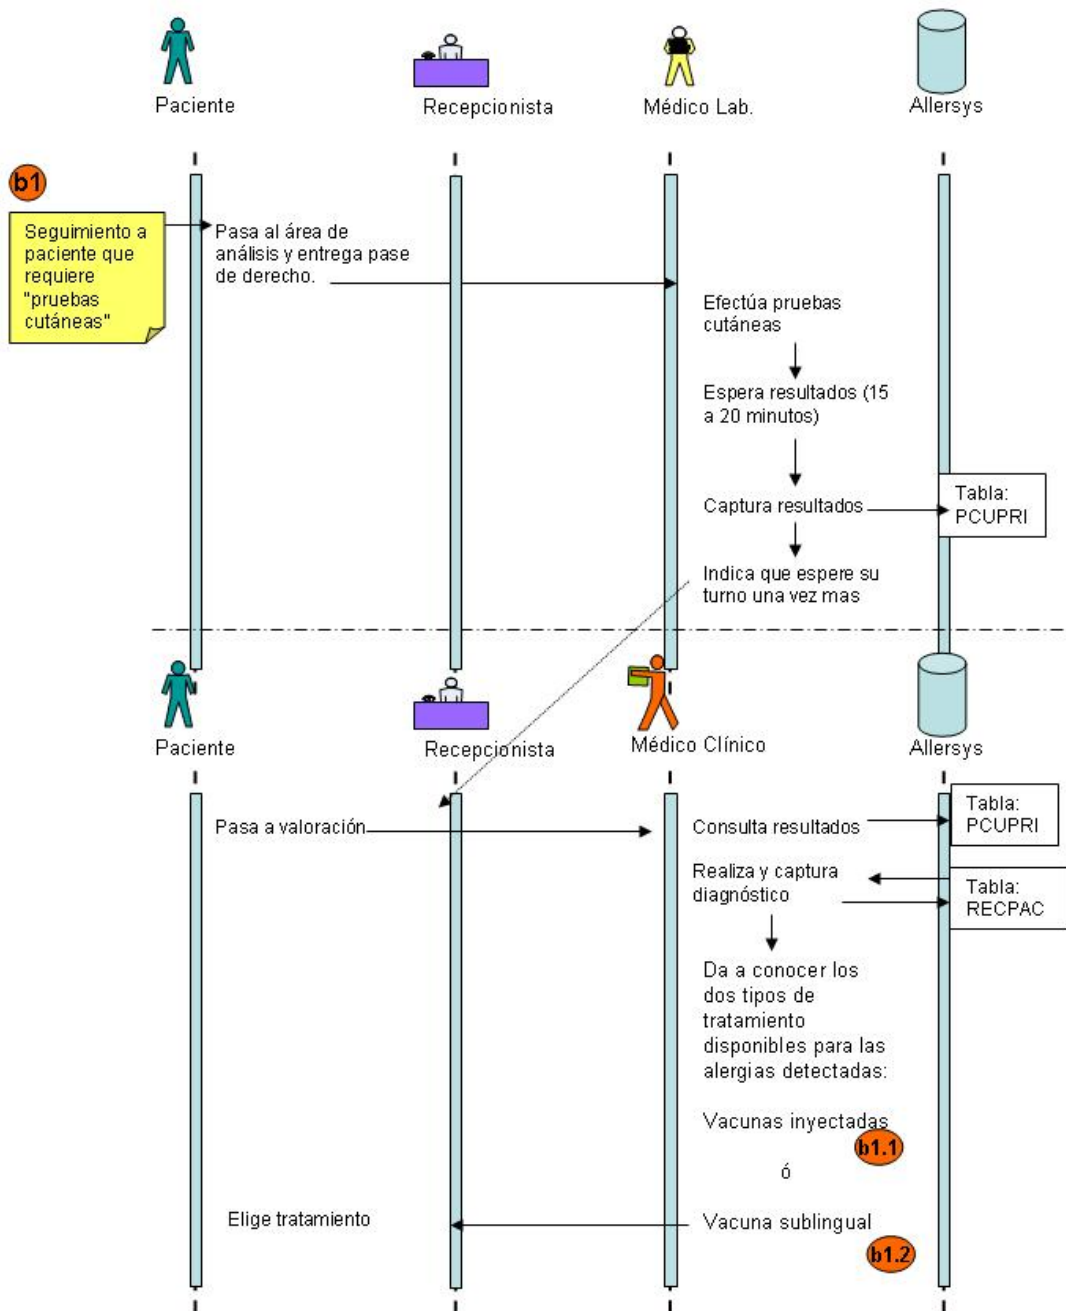 Paciente
Recepcionista
Médico Lab.
Allersys
b1
Seguimiento a
paciente que
requiere
"pruebas
cutáneas"
Pasa al área de
análisis y entrega pase
de derecho.
Efectúa pruebas
cutáneas
Espera resultados (15
a 20 minutos)
Captura resultados
Tabla:
PCUPRI
Indica que espere su
turno una vez mas
Paciente
Recepcionista
Médico Clínico
Allersys
Pasa a valoración
Consulta resultados
Tabla:
PCUPRI
Realiza y captura
diagnóstico
Tabla:
RECPAC
Da a conocer los
dos tipos de
tratamiento
disponibles para las
alergias detectadas:
Vacunas inyectadas
b1.1
ó
Elige tratamiento
Vacuna sublingual
b1.2